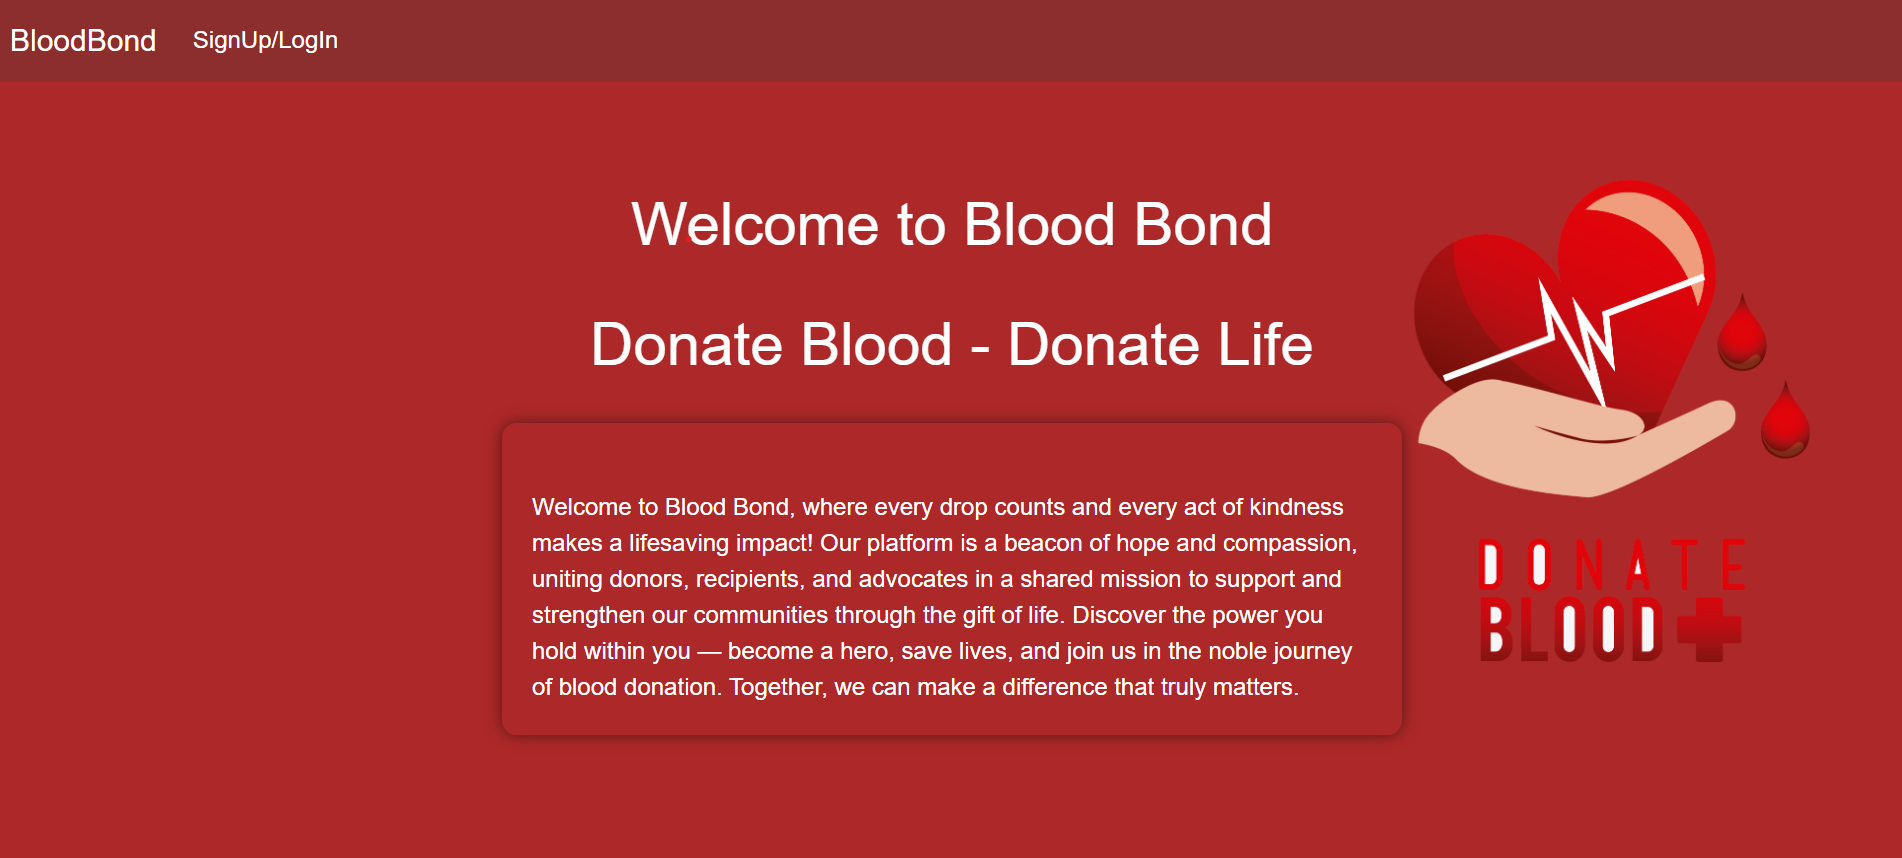 BloodBond SignUp/LogIn
Welcome to Blood Bond
Donate Blood - Donate Life
Welcome to Blood Bond, where every drop counts and every act of kindness
makes a lifesaving impact! Our platform is a beacon of hope and compassion,
uniting donors, recipients, and advocates in a shared mission to support and
strengthen our communities through the gift of life. Discover the power you
hold within you — become a hero, save lives, and join us in the noble journey
of blood donation. Together, we can make a difference that truly matters.
DONATE
BLOOD